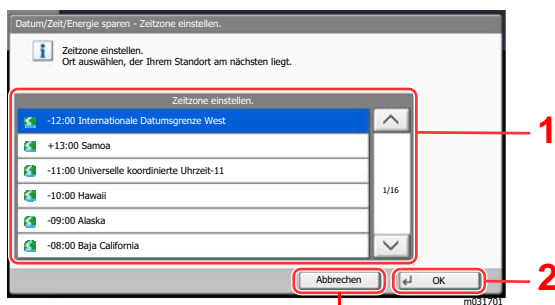 Datum/Zeit/Energie sparen - Zeitzone einstellen.
Zeitzone einstellen.
Ort auswählen, der Ihrem Standort am nächsten liegt.
Zeitzone einstellen.
-12:00 Internationale Datumsgrenze West
+13:00 Samoa
-11:00 Universelle koordinierte Uhrzeit-11
-10:00 Hawaii
-09:00 Alaska
-08:00 Baja California
1/16
1
Abbrechen
OK
2
m031701